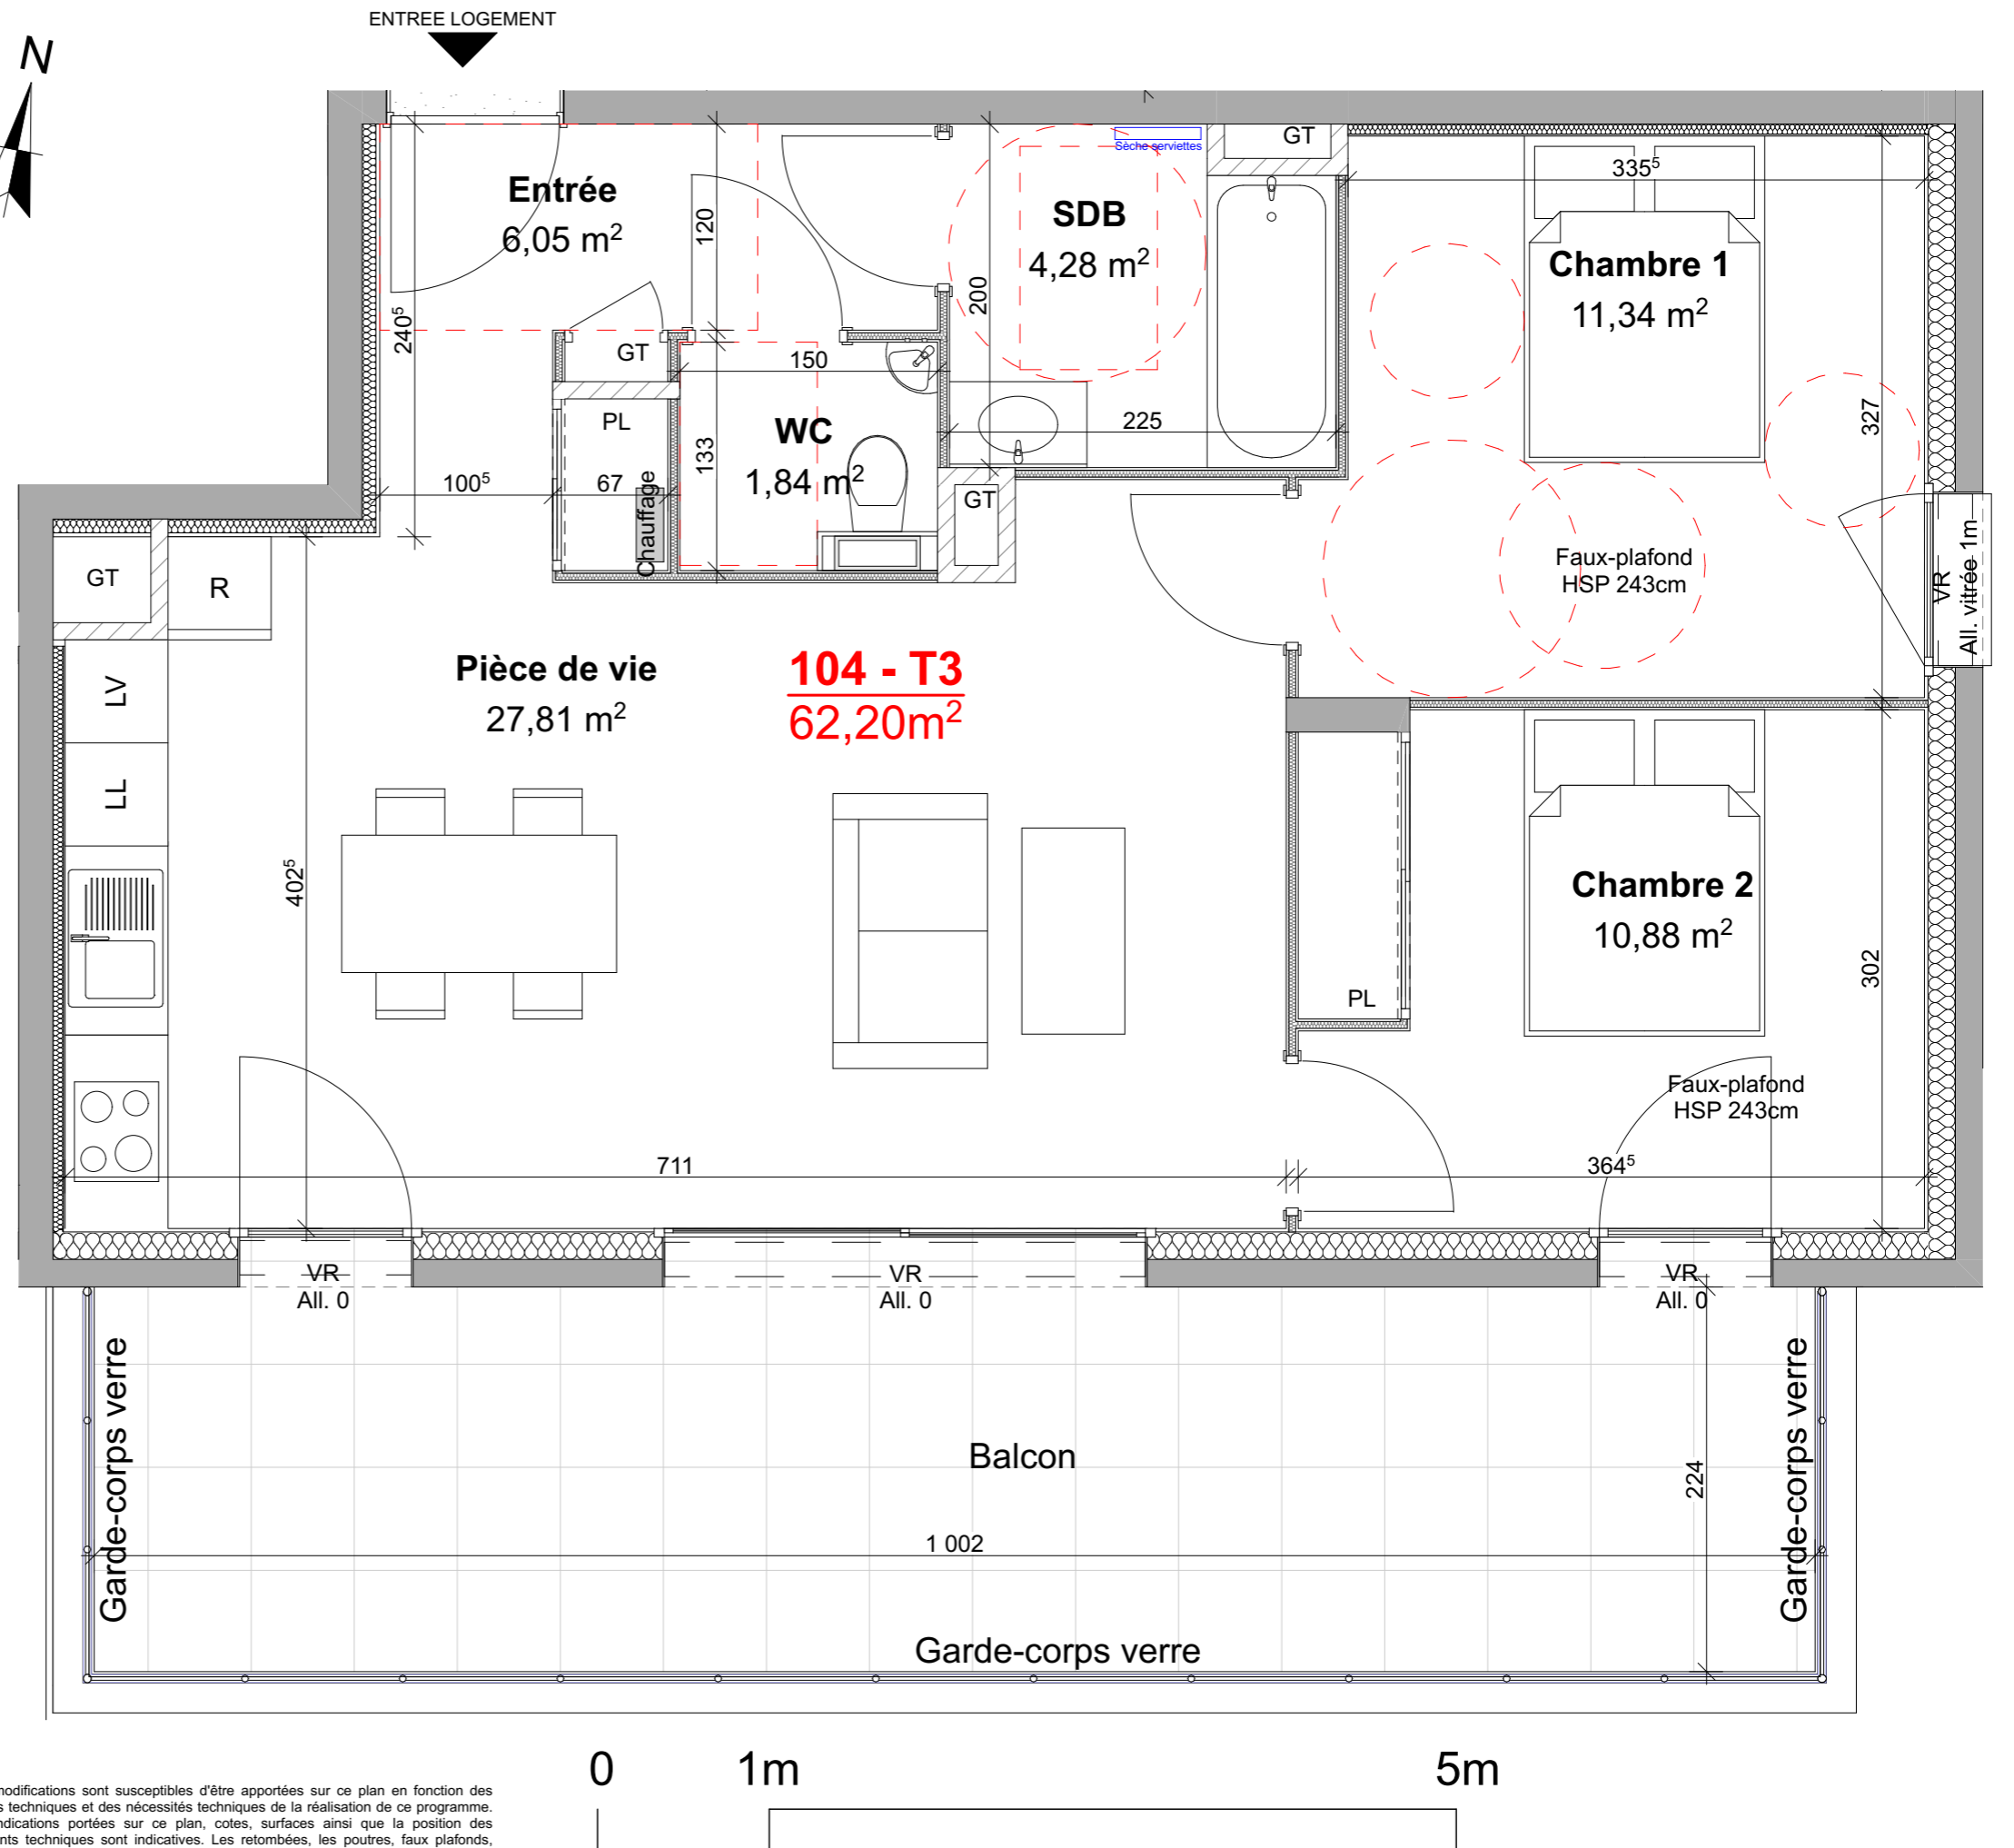 ENTREE LOGEMENT
N
Entrée
6,05 m²
120
240⁵
GT
PL
100⁵
67
Chauffage
150
WC
1,84 m²
133
SDB
4,28 m²
Sèche serviettes
200
225
GT
GT
335⁵
Chambre 1
11,34 m²
327
Faux-plafond
HSP 243cm
VR
All. vitrée 1m
GT
R
LV
LL
Pièce de vie
27,81 m²
104 - T3
62,20m²
402⁵
711
Chambre 2
10,88 m²
302
PL
Faux-plafond
HSP 243cm
364⁵
VR
All. 0
VR
All. 0
VR
All. 0
Garde-corps verre
Balcon
224
1 002
Garde-corps verre
Garde-corps verre
0 1m 5m
modifications sont susceptibles d'être apportées sur ce plan en fonction des
techniques et des nécessités techniques de la réalisation de ce programme.
indications portées sur ce plan, cotes, surfaces ainsi que la position des
techniques sont indicatives. Les retombées, les poutres, faux plafonds,